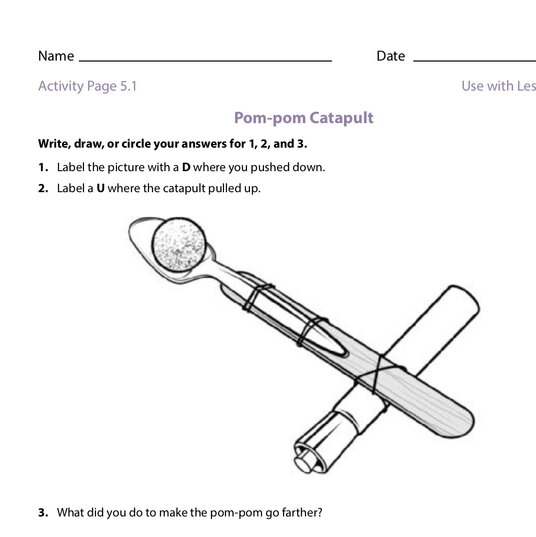 Name Date
Activity Page 5.1 Use with Les
Pom-pom Catapult
Write, draw, or circle your answers for 1, 2, and 3.
1. Label the picture with a D where you pushed down.
2. Label a U where the catapult pulled up.
3. What did you do to make the pom-pom go farther?